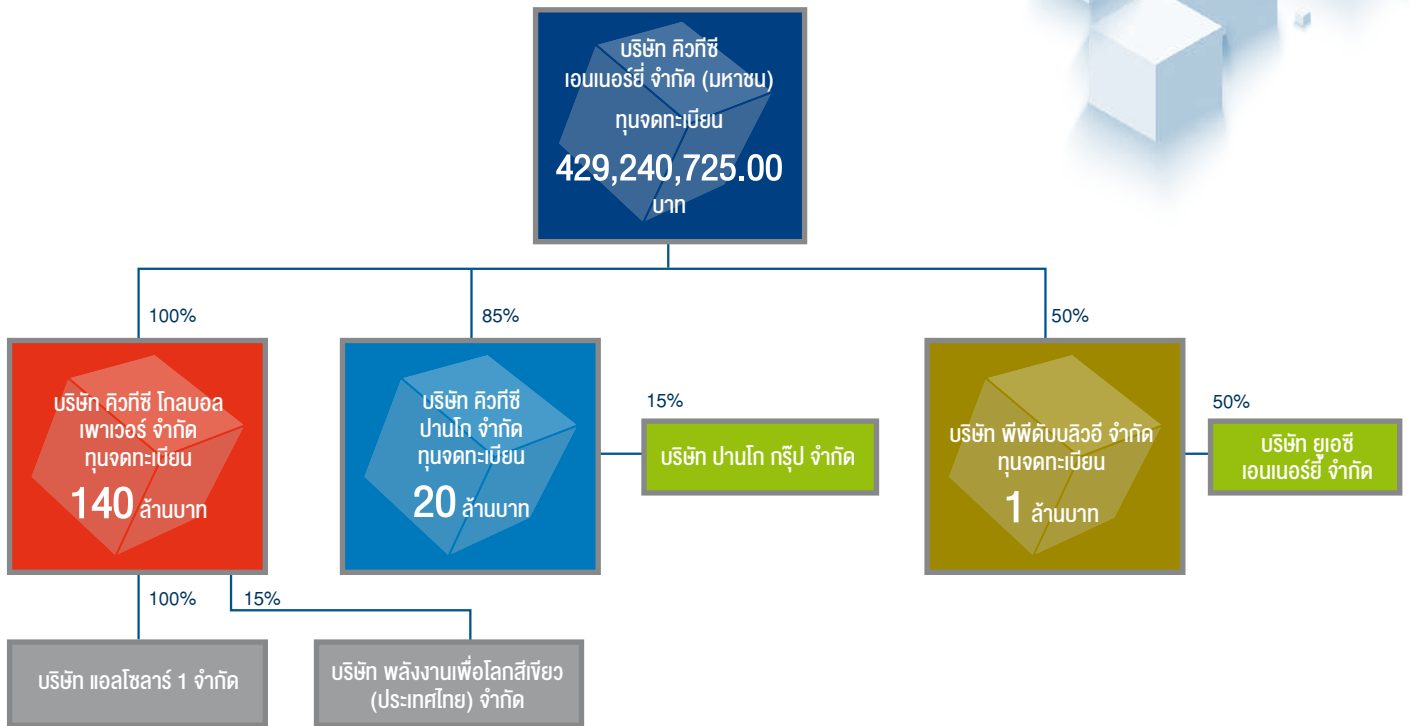 บริษัท คิวทีซี
เอนเนอร์ยี่ จำกัด (มหาชน)
ทุนจดทะเบียน
429,240,725.00
บาท
100%
85%
50%
บริษัท คิวทีซี โกลบอล
เพาเวอร์ จำกัด
ทุนจดทะเบียน
140 ล้านบาท
บริษัท คิวทีซี
ปานโก จำกัด
ทุนจดทะเบียน
20 ล้านบาท
15%
บริษัท ปานโก กรุ๊ป จำกัด
บริษัท พีพีดับบลิวอี จำกัด
ทุนจดทะเบียน
1 ล้านบาท
50%
บริษัท ยูเอซี
เอนเนอร์ยี่ จำกัด
100%
15%
บริษัท แอลโซลาร์ 1 จำกัด
บริษัท พลังงานเพื่อโลกสีเขียว
(ประเทศไทย) จำกัด